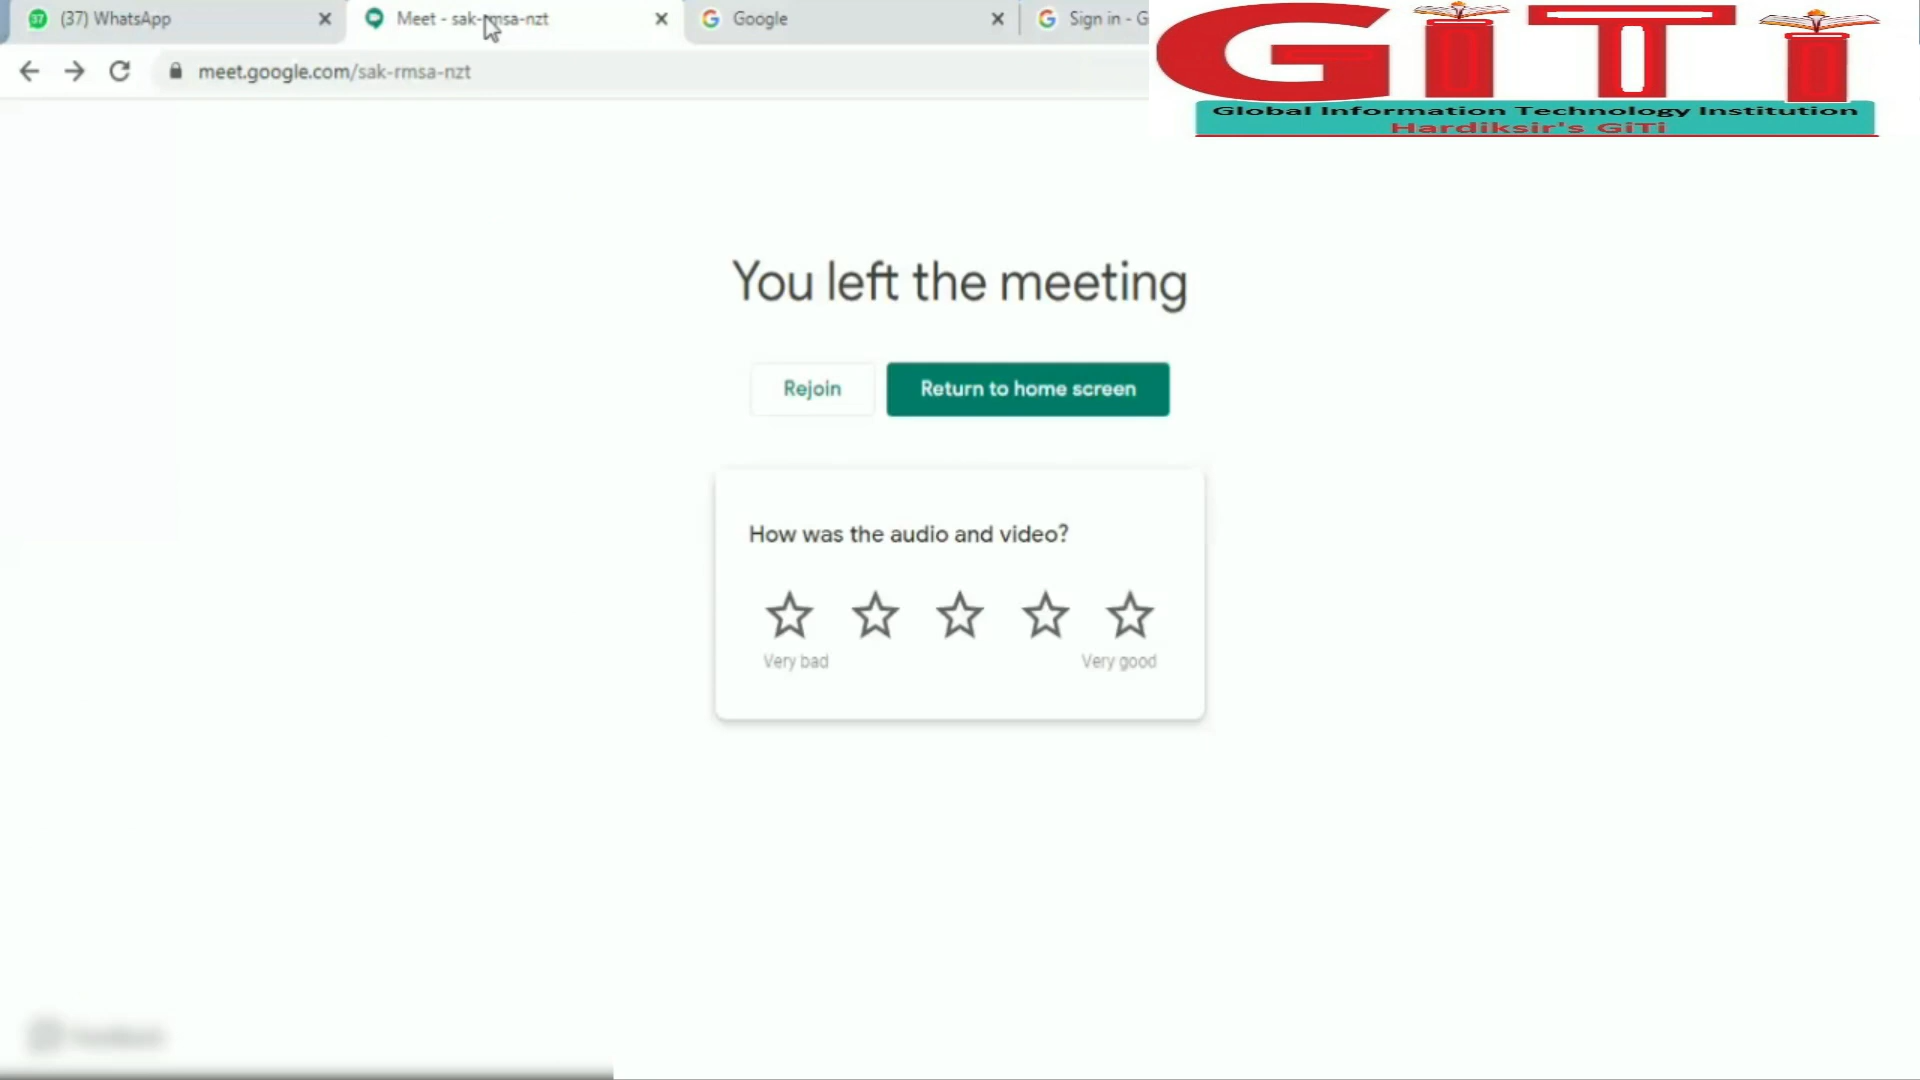 (37) WhatsApp
Meet - sak-rmsa-nzt
Google
Sign in - G
meet.google.com/sak-rmsa-nzt
GiTi
Global Information Technology Institution
Hardiksir's GiTi
You left the meeting
Rejoin
Return to home screen
How was the audio and video?
Very bad
Very good